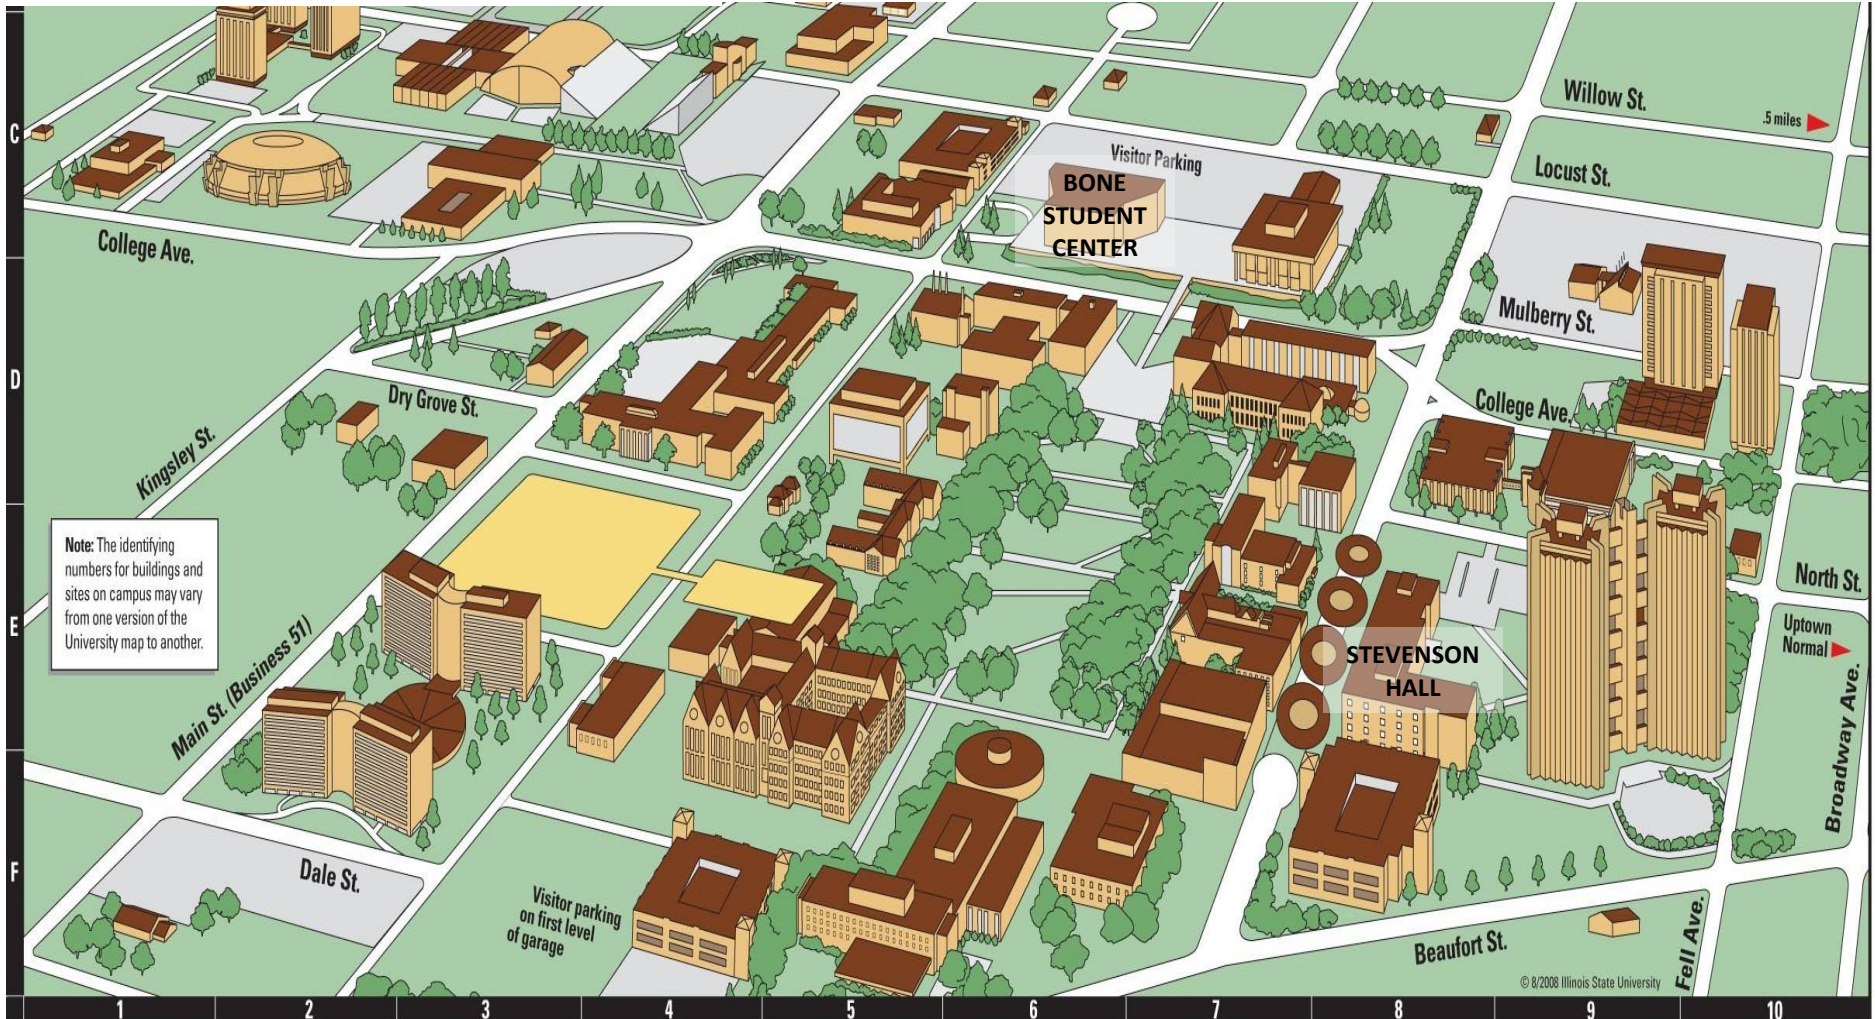 C
D
E
F
Willow St.
.5 miles
Locust St.
Visitor Parking
BONE
STUDENT
CENTER
College Ave.
Mulberry St.
College Ave.
Dry Grove St.
Kingsley St.
Note: The identifying
numbers for buildings and
sites on campus may vary
from one version of the
University map to another.
North St.
Uptown
Normal
Main St. (Business 51)
STEVENSON
HALL
Broadway Ave.
Dale St.
Visitor parking
on first level
of garage
Beaufort St.
Fell Ave.
© 8/2008 Illinois State University
1 2 3 4 5 6 7 8 9 10